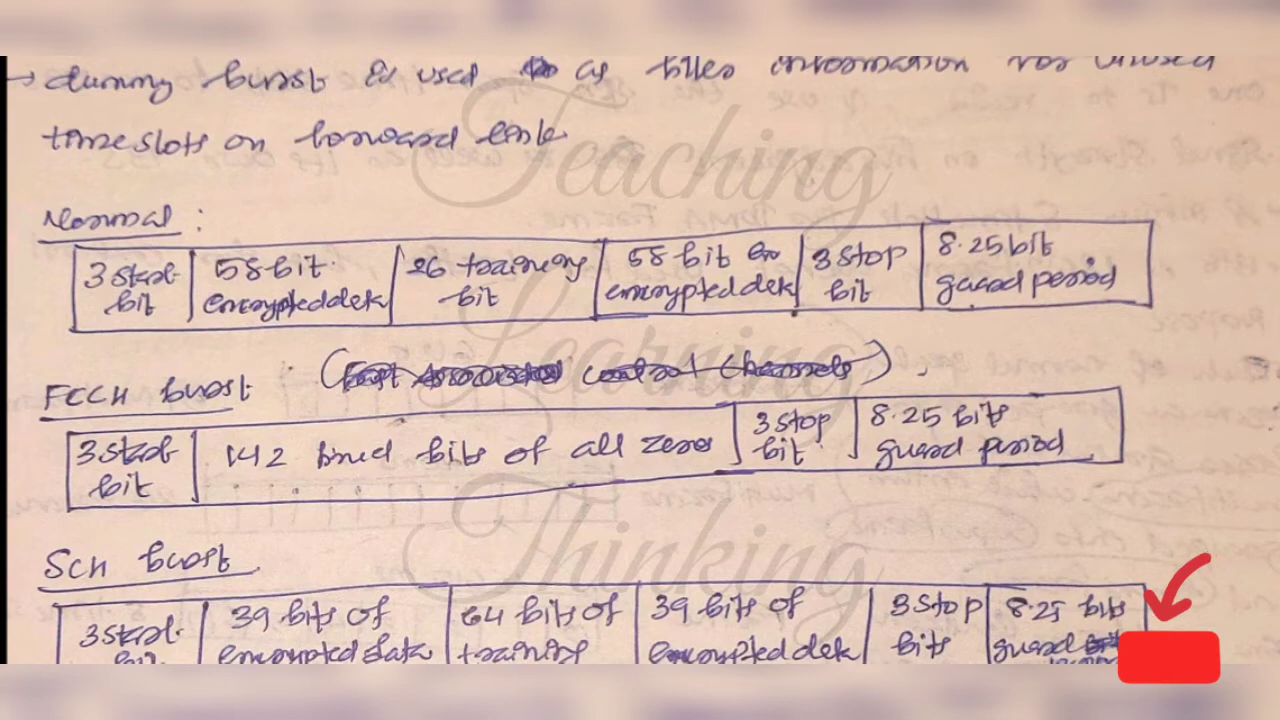 → dummy burst is used as filler information for unused
timeslots on forward link
Normal :
3 start bit | 58 bit encrypted data | 26 training bit | 58 bit encrypted data | 3 stop bit | 8.25 bit guard period
FCCH burst
3 start bit | 142 fixed bits of all zeros | 3 stop bit | 8.25 bits guard period
SCH burst
3 start bit | 39 bits of encrypted data | 64 bits of training | 39 bits of encrypted data | 3 stop bits | 8.25 bits guard
Teaching
Learning
Thinking